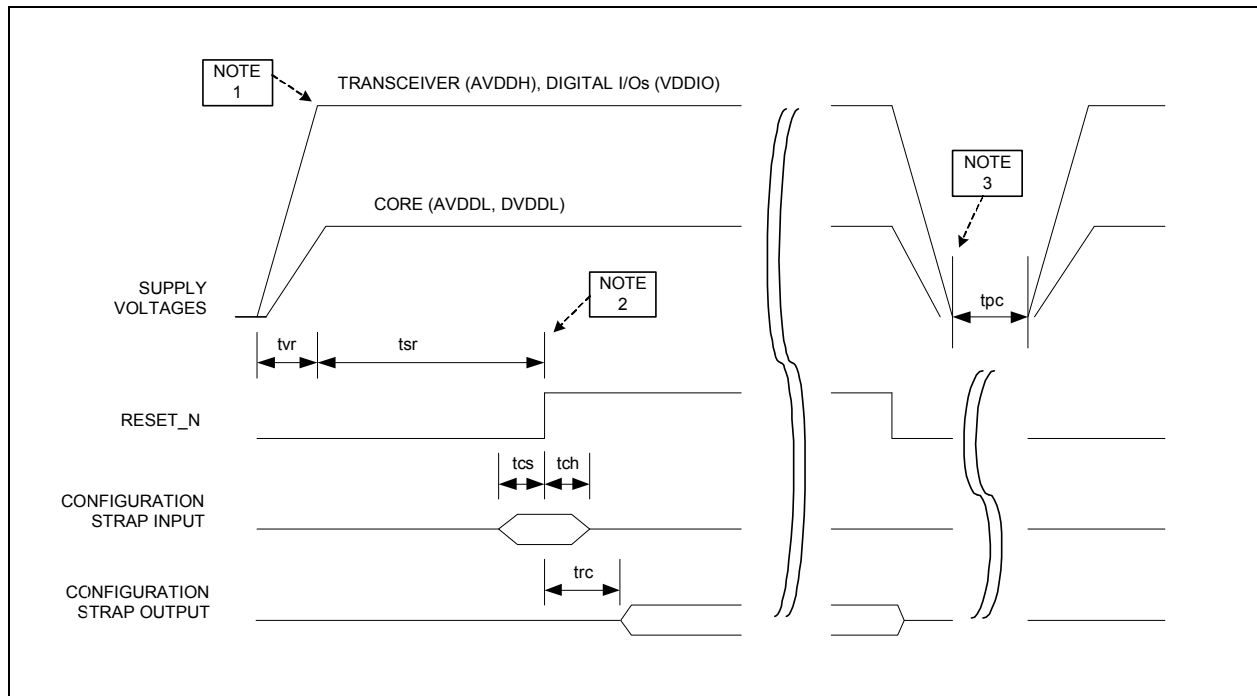 NOTE
1
TRANSCEIVER (AVDDH), DIGITAL I/Os (VDDIO)
NOTE
3
CORE (AVDDL, DVDDL)
SUPPLY
VOLTAGES
NOTE
2
tpc
tvr
tsr
RESET_N
tcs
tch
CONFIGURATION
STRAP INPUT
trc
CONFIGURATION
STRAP OUTPUT